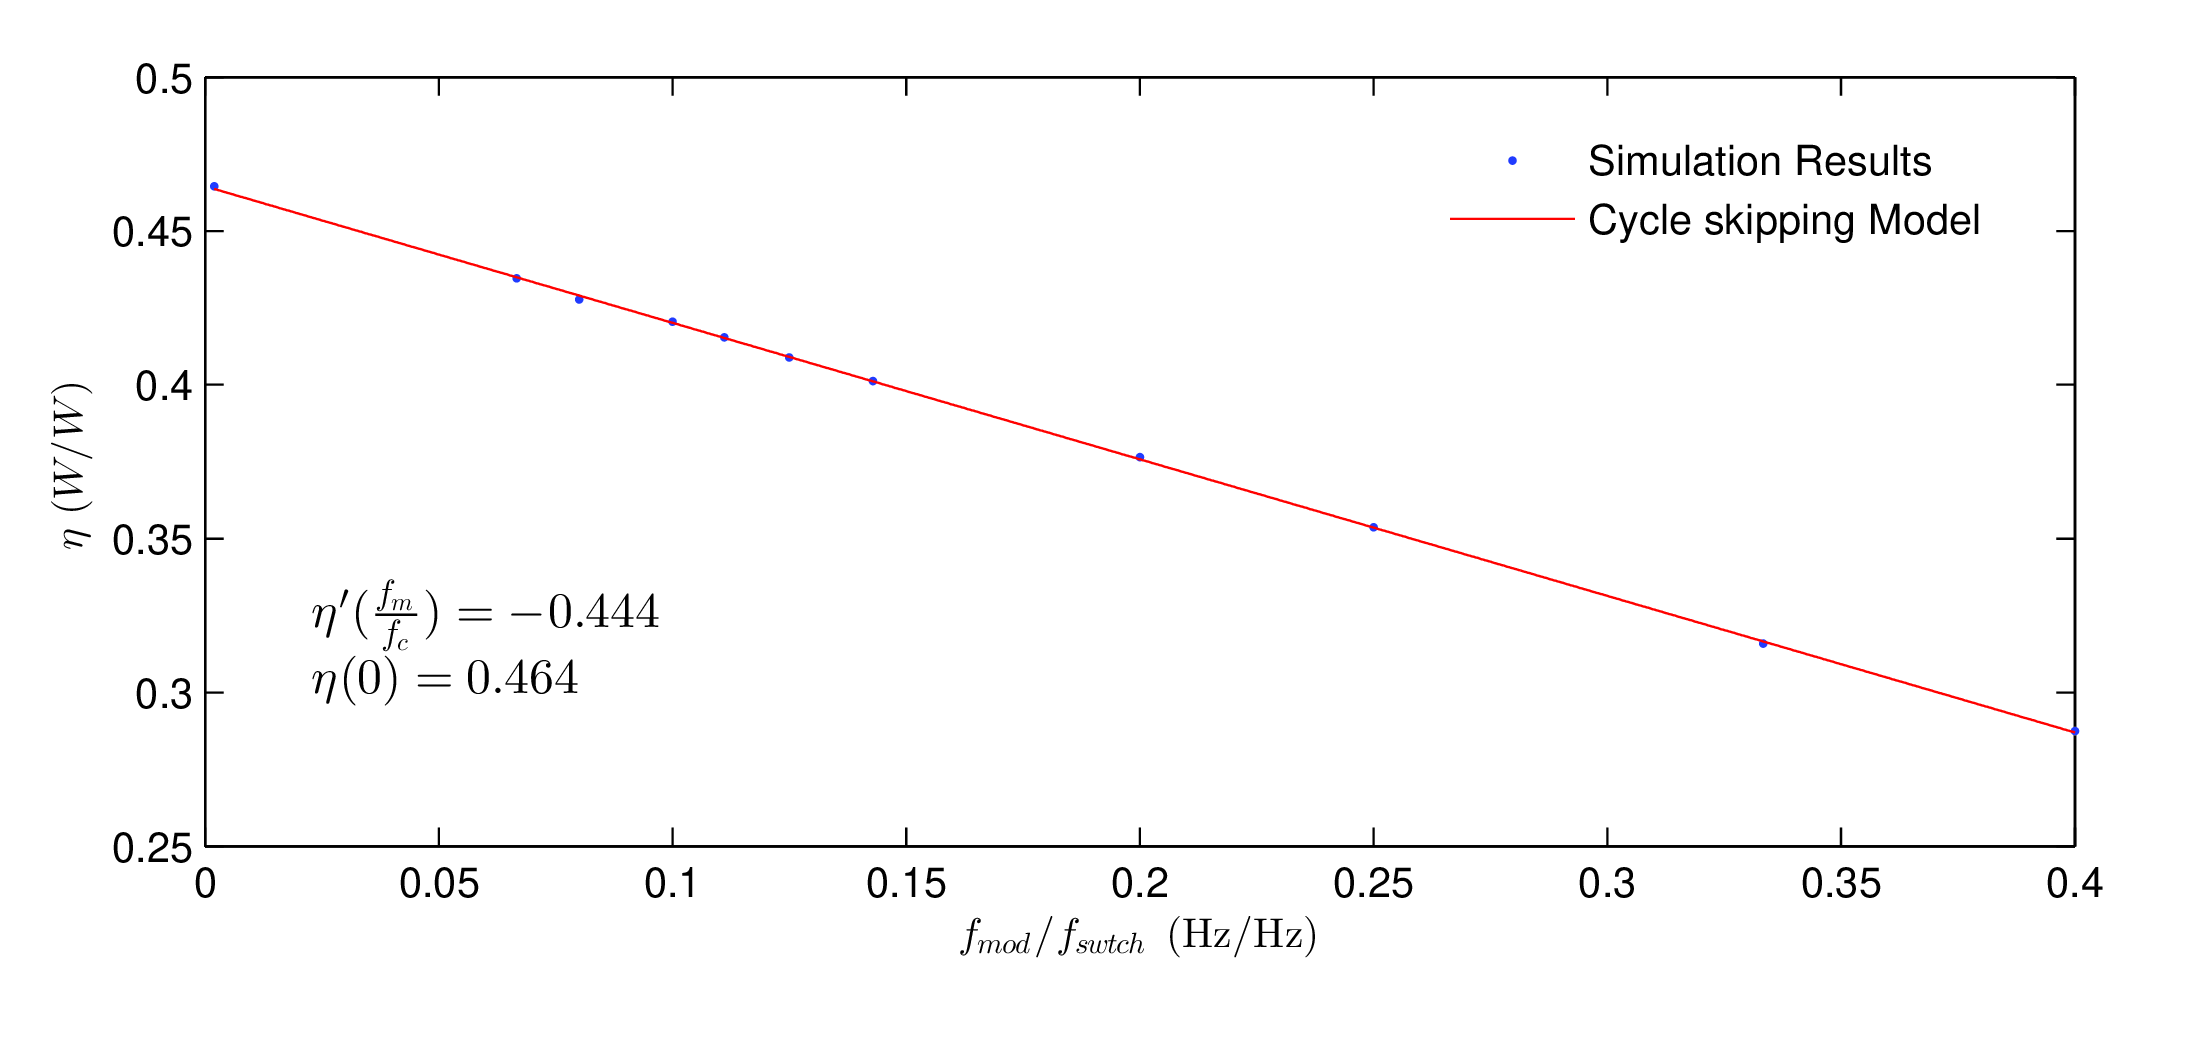 0.5
0.45
0.4
0.35
0.3
0.25
η (W/W)
Simulation Results
Cycle skipping Model
η′(f_m/f_c) = −0.444
η(0) = 0.464
0 0.05 0.1 0.15 0.2 0.25 0.3 0.35 0.4
f_mod/f_swtch (Hz/Hz)